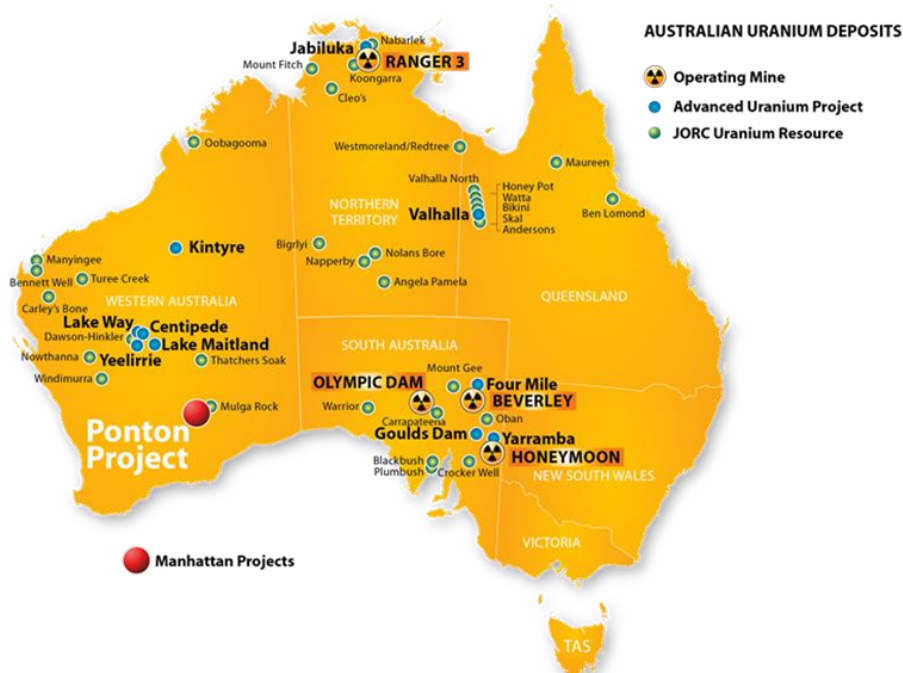 AUSTRALIAN URANIUM DEPOSITS
Operating Mine
Advanced Uranium Project
JORC Uranium Resource
Nabarlek
Jabiluka
RANGER 3
Mount Fitch
Koongarra
Cleo's
Oobagooma
Westmoreland/Redtree
Maureen
Valhalla North
Honey Pot
Watta
Bikini
Skal
Andersons
Valhalla
Ben Lomond
NORTHERN
TERRITORY
Kintyre
Bigrlyi
Nolans Bore
Napperby
Angela Pamela
Manyingee
Bennett Well
Turee Creek
Carley's Bone
WESTERN AUSTRALIA
QUEENSLAND
Lake Way
Centipede
Dawson-Hinkler
Lake Maitland
Nowthanna
Yeelirrie
Thatchers Soak
Windimurra
SOUTH AUSTRALIA
Mount Gee
OLYMPIC DAM
Four Mile
BEVERLEY
Warrior
Carrapateena
Oban
Mulga Rock
Ponton
Project
Goulds Dam
Yarramba
HONEYMOON
Blackbush
Plumbush
Crocker Well
NEW SOUTH WALES
VICTORIA
Manhattan Projects
TAS